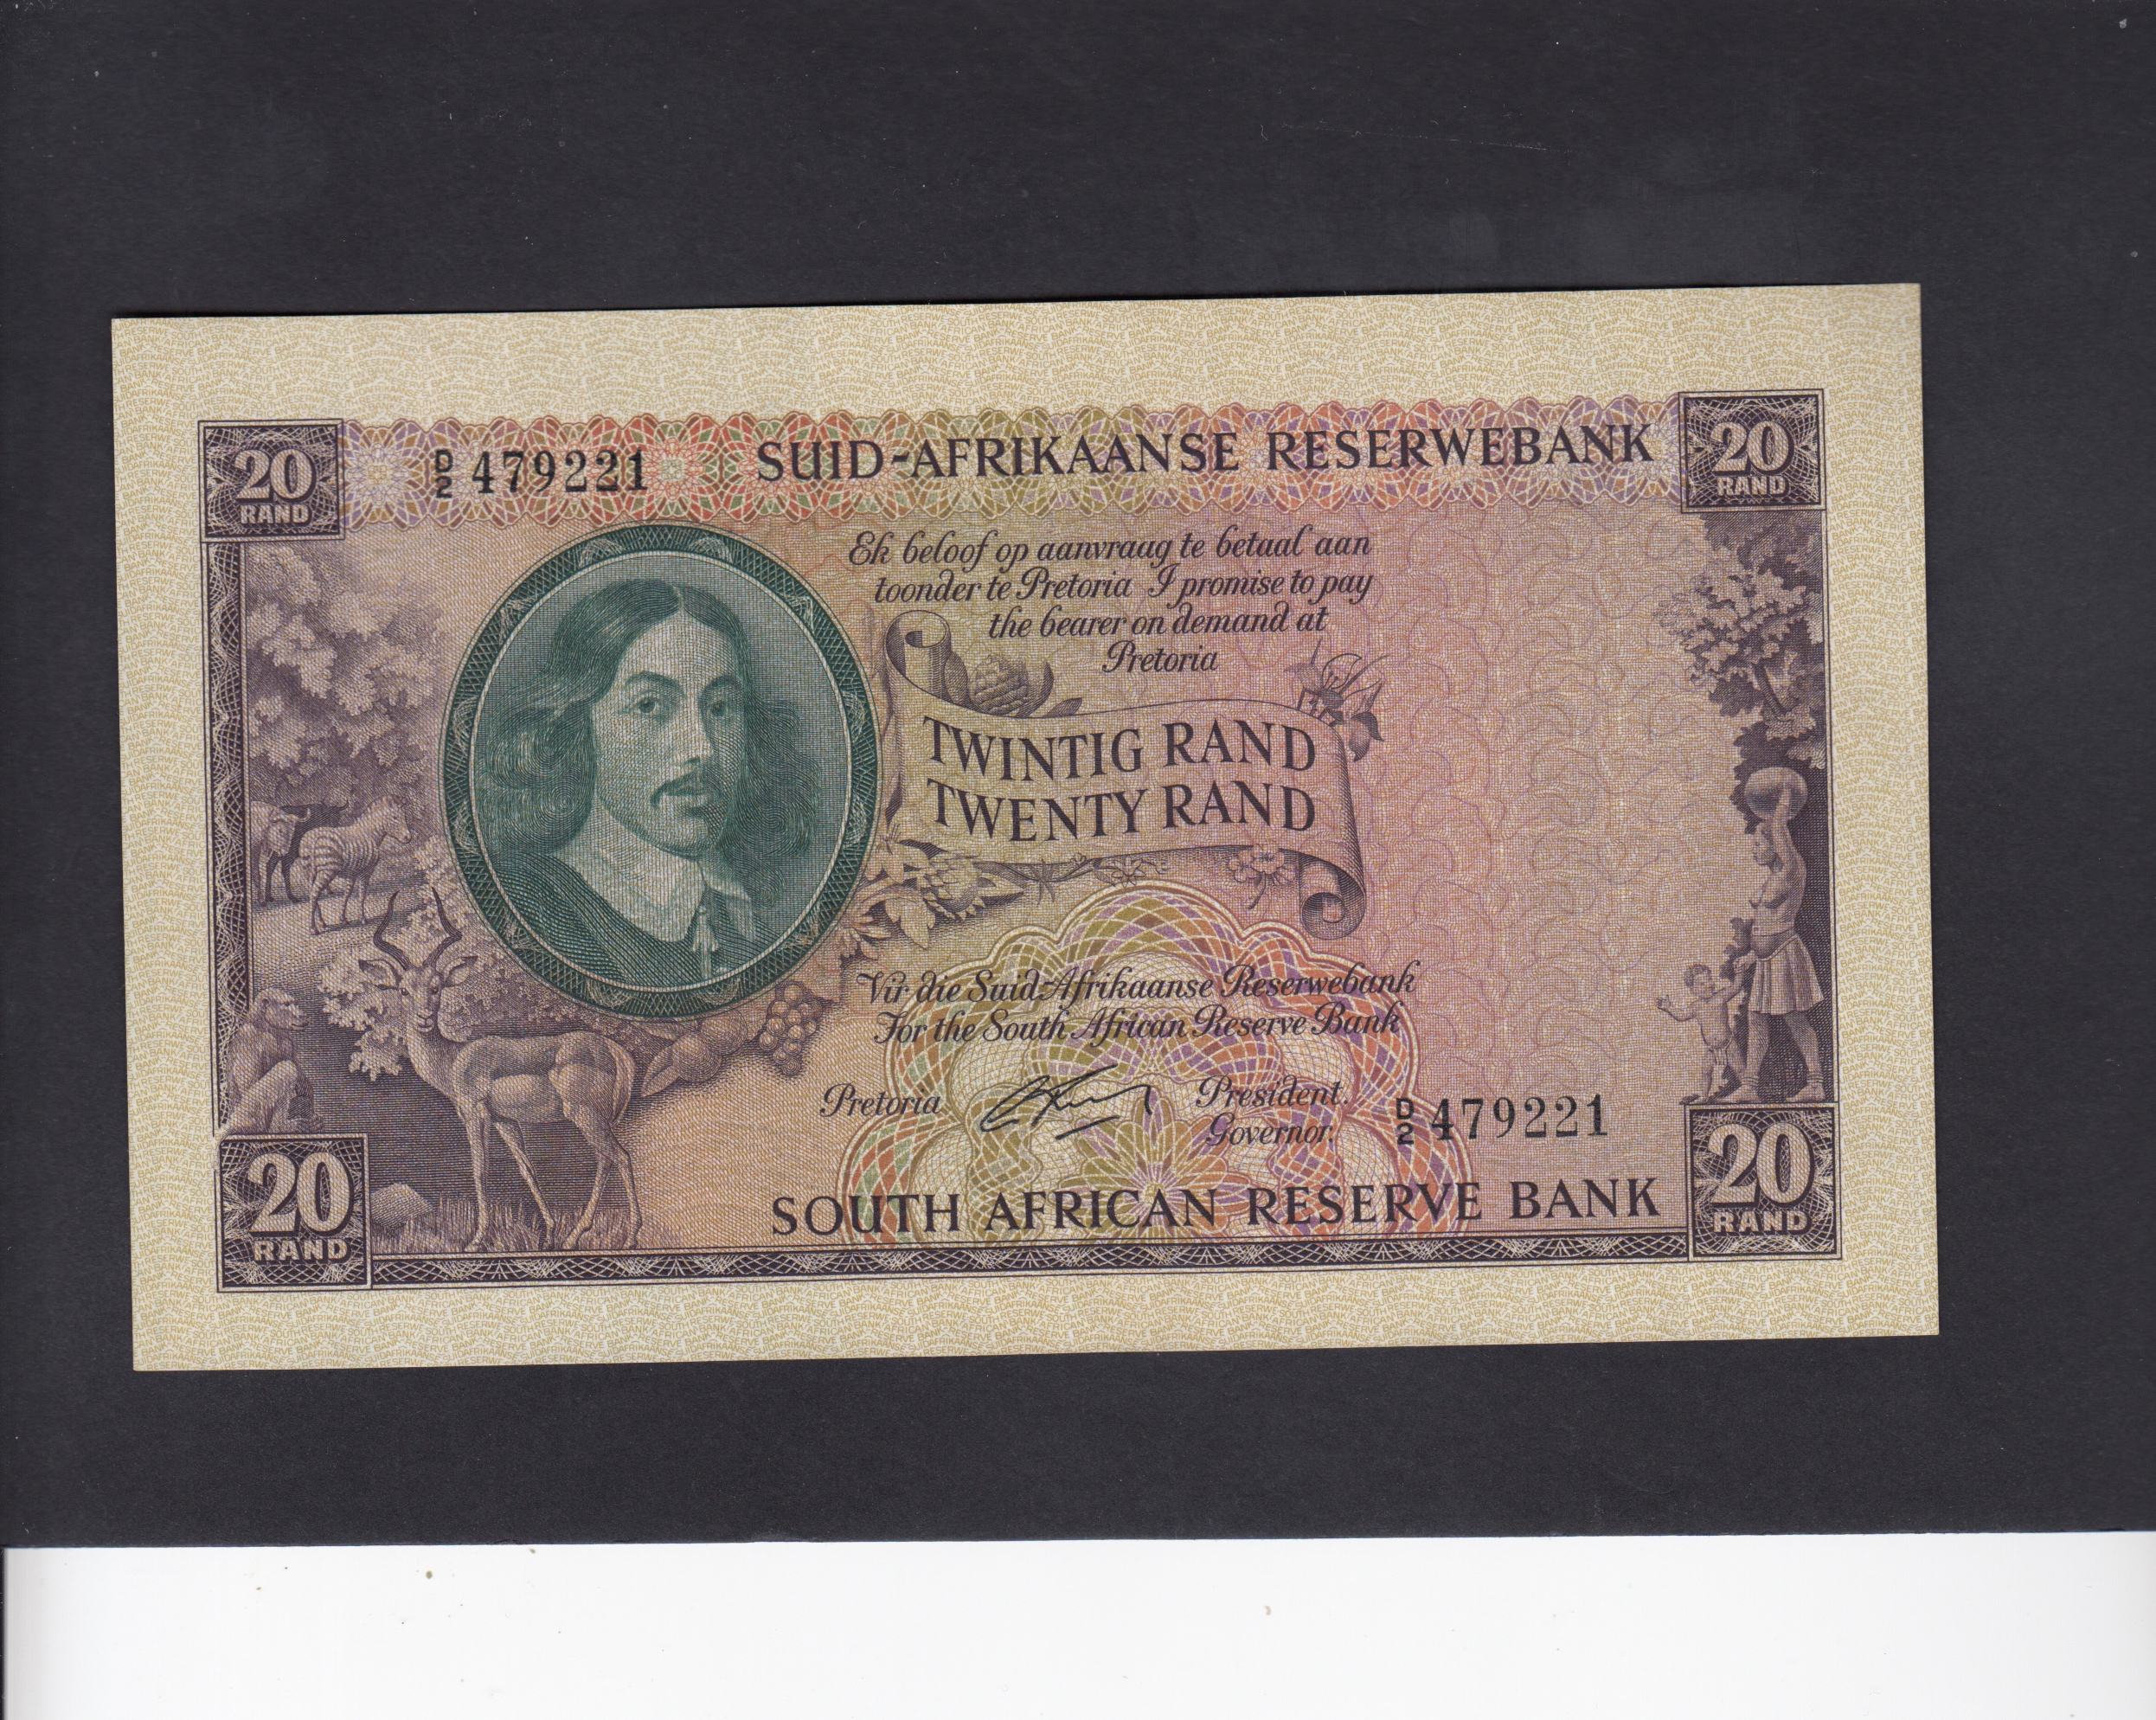 20
RAND
D/2 479221
SUID-AFRIKAANSE RESERWEBANK
20
RAND
Ek beloof op aanvraag te betaal aan
toonder te Pretoria I promise to pay
the bearer on demand at
Pretoria
TWINTIG RAND
TWENTY RAND
Vir die Suid-Afrikaanse Reserwebank
For the South African Reserve Bank
Pretoria
President.
Governor.
D/2 479221
20
RAND
SOUTH AFRICAN RESERVE BANK
20
RAND